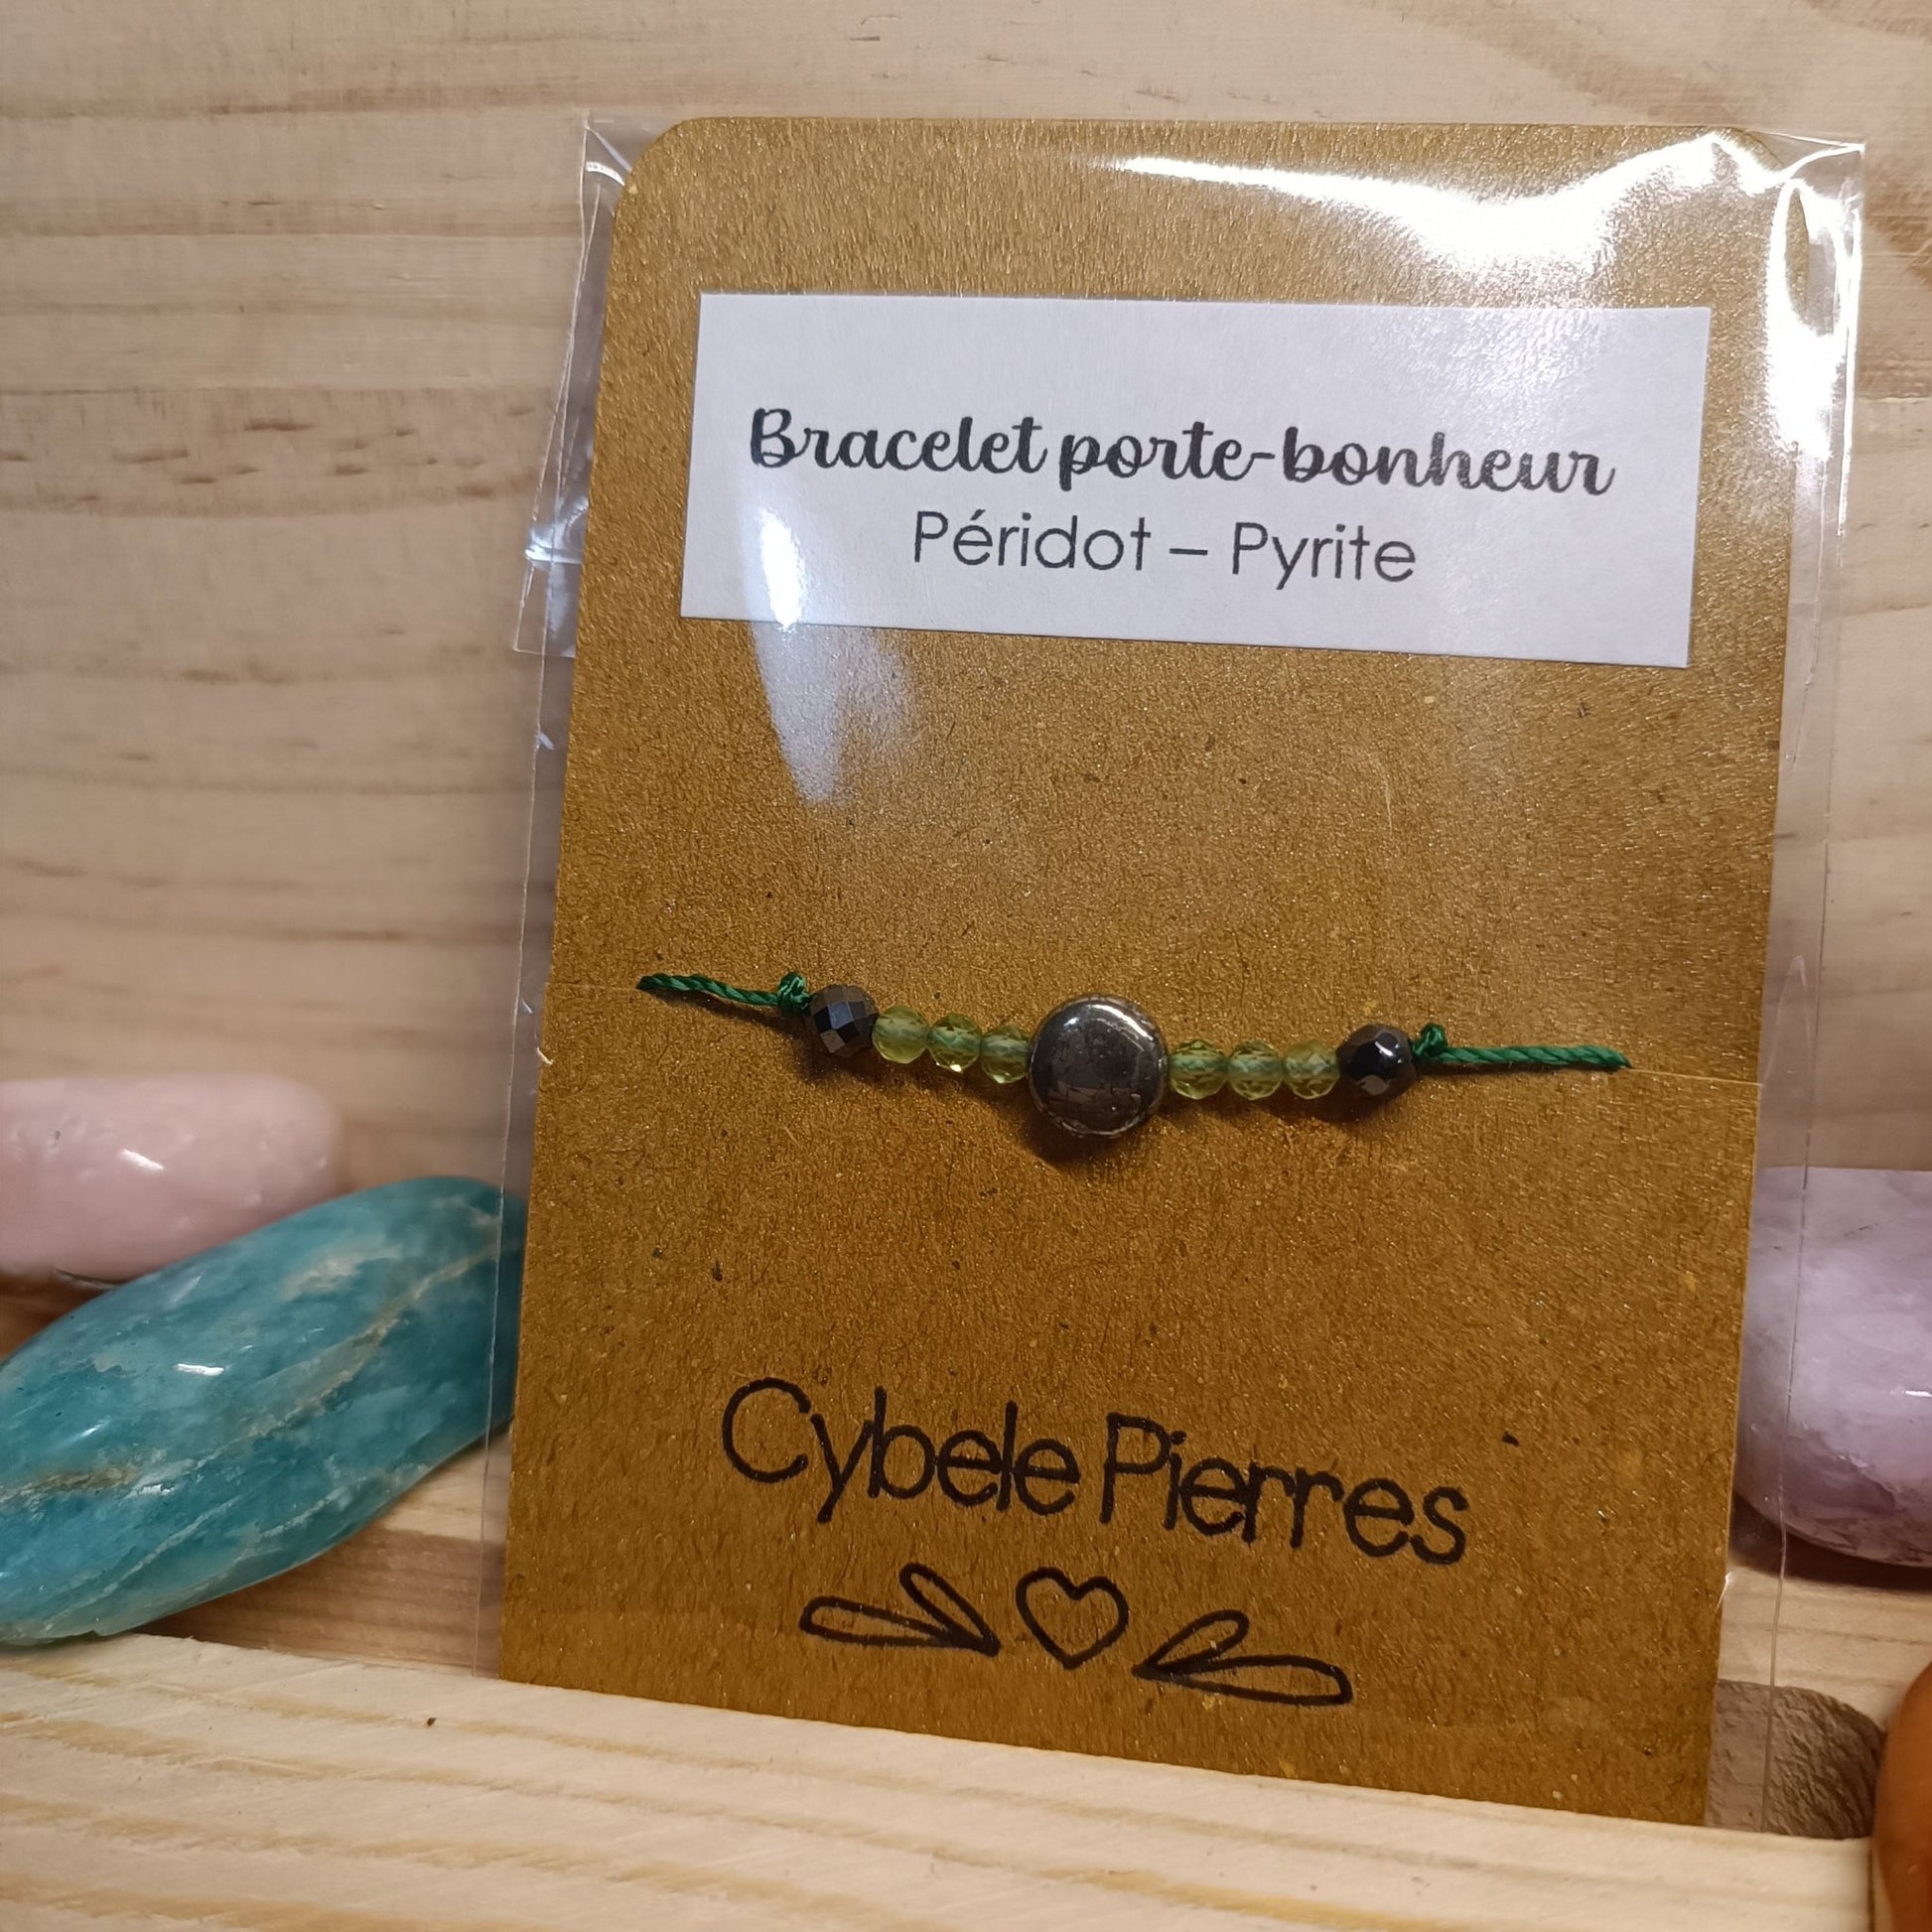 Bracelet porte-bonheur
Péridot – Pyrite
Cybele Pierres